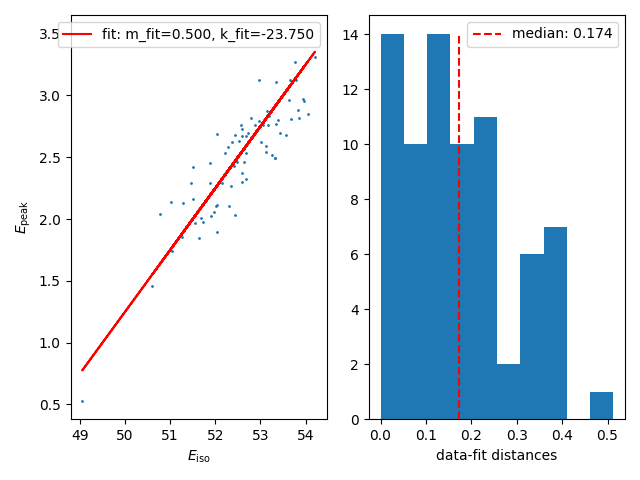 fit: m_fit=0.500, k_fit=-23.750
3.5
3.0
2.5
2.0
1.5
1.0
0.5
E_peak
49 50 51 52 53 54
E_iso
median: 0.174
14
12
10
8
6
4
2
0
0.0 0.1 0.2 0.3 0.4 0.5
data-fit distances